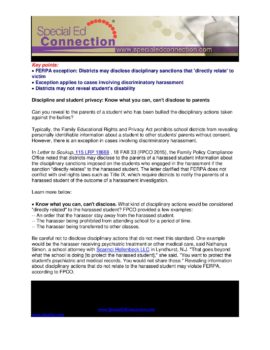 Special Ed
Connection
www.specialedconnection.com
Key points:
• FERPA exception: Districts may disclose disciplinary sanctions that 'directly relate' to
victim
• Exception applies to cases involving discriminatory harassment
• Districts may not reveal student's disability
Discipline and student privacy: Know what you can, can't disclose to parents
Can you reveal to the parents of a student who has been bullied the disciplinary actions taken
against the bullies?
Typically, the Family Educational Rights and Privacy Act prohibits school districts from revealing
personally identifiable information about a student to other students' parents without consent.
However, there is an exception in cases involving discriminatory harassment.
In Letter to Soukup, 115 LRP 18668, 18 FAB 23 (FPCO 2015), the Family Policy Compliance
Office noted that districts may disclose to the parents of a harassed student information about
the disciplinary sanctions imposed on the students who engaged in the harassment if the
sanction "directly relates" to the harassed student. The letter clarified that FERPA does not
conflict with civil rights laws such as Title IX, which require districts to notify the parents of a
harassed student of the outcome of a harassment investigation.
Learn more below:
• Know what you can, can't disclose. What kind of disciplinary actions would be considered
"directly related" to the harassed student? FPCO provided a few examples:
-- An order that the harasser stay away from the harassed student.
-- The harasser being prohibited from attending school for a period of time.
-- The harasser being transferred to other classes.
Be careful not to disclose disciplinary actions that do not meet this standard. One example
would be the harasser receiving psychiatric treatment or other medical care, said Nathanya
Simon, a school attorney with Scarinci Hollenbeck LLC in Lyndhurst, N.J. "That goes beyond
what the school is doing [to protect the harassed student]," she said. "You want to protect the
student's psychiatric and medical records. You would not share those." Revealing information
about disciplinary actions that do not relate to the harassed student may violate FERPA,
according to FPCO.